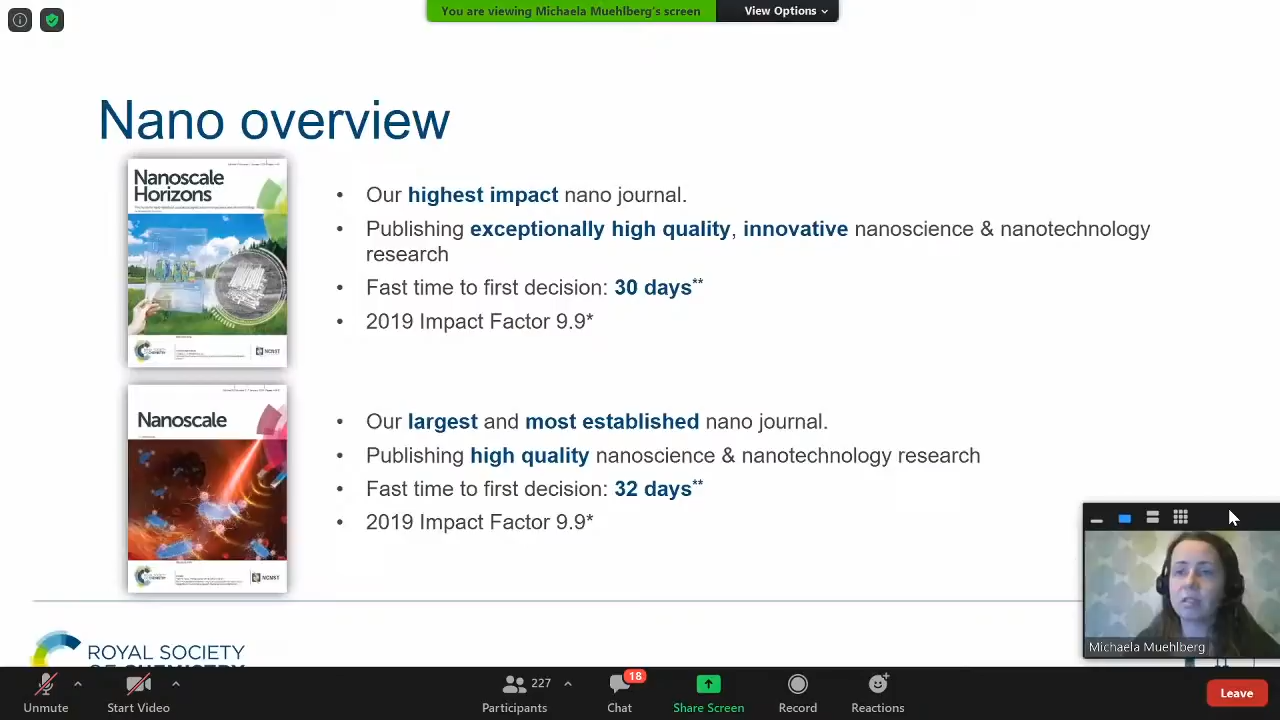 You are viewing Michaela Muehlberg's screen
View Options
Nano overview
Nanoscale
Horizons
• Our highest impact nano journal.
• Publishing exceptionally high quality, innovative nanoscience & nanotechnology
research
• Fast time to first decision: 30 days**
• 2019 Impact Factor 9.9*
Nanoscale
• Our largest and most established nano journal.
• Publishing high quality nanoscience & nanotechnology research
• Fast time to first decision: 32 days**
• 2019 Impact Factor 9.9*
NCNST
NCNST
Michaela Muehlberg
ROYAL SOCIETY
OF CHEMISTRY
227
18
Unmute
Start Video
Participants
Chat
Share Screen
Record
Reactions
Leave